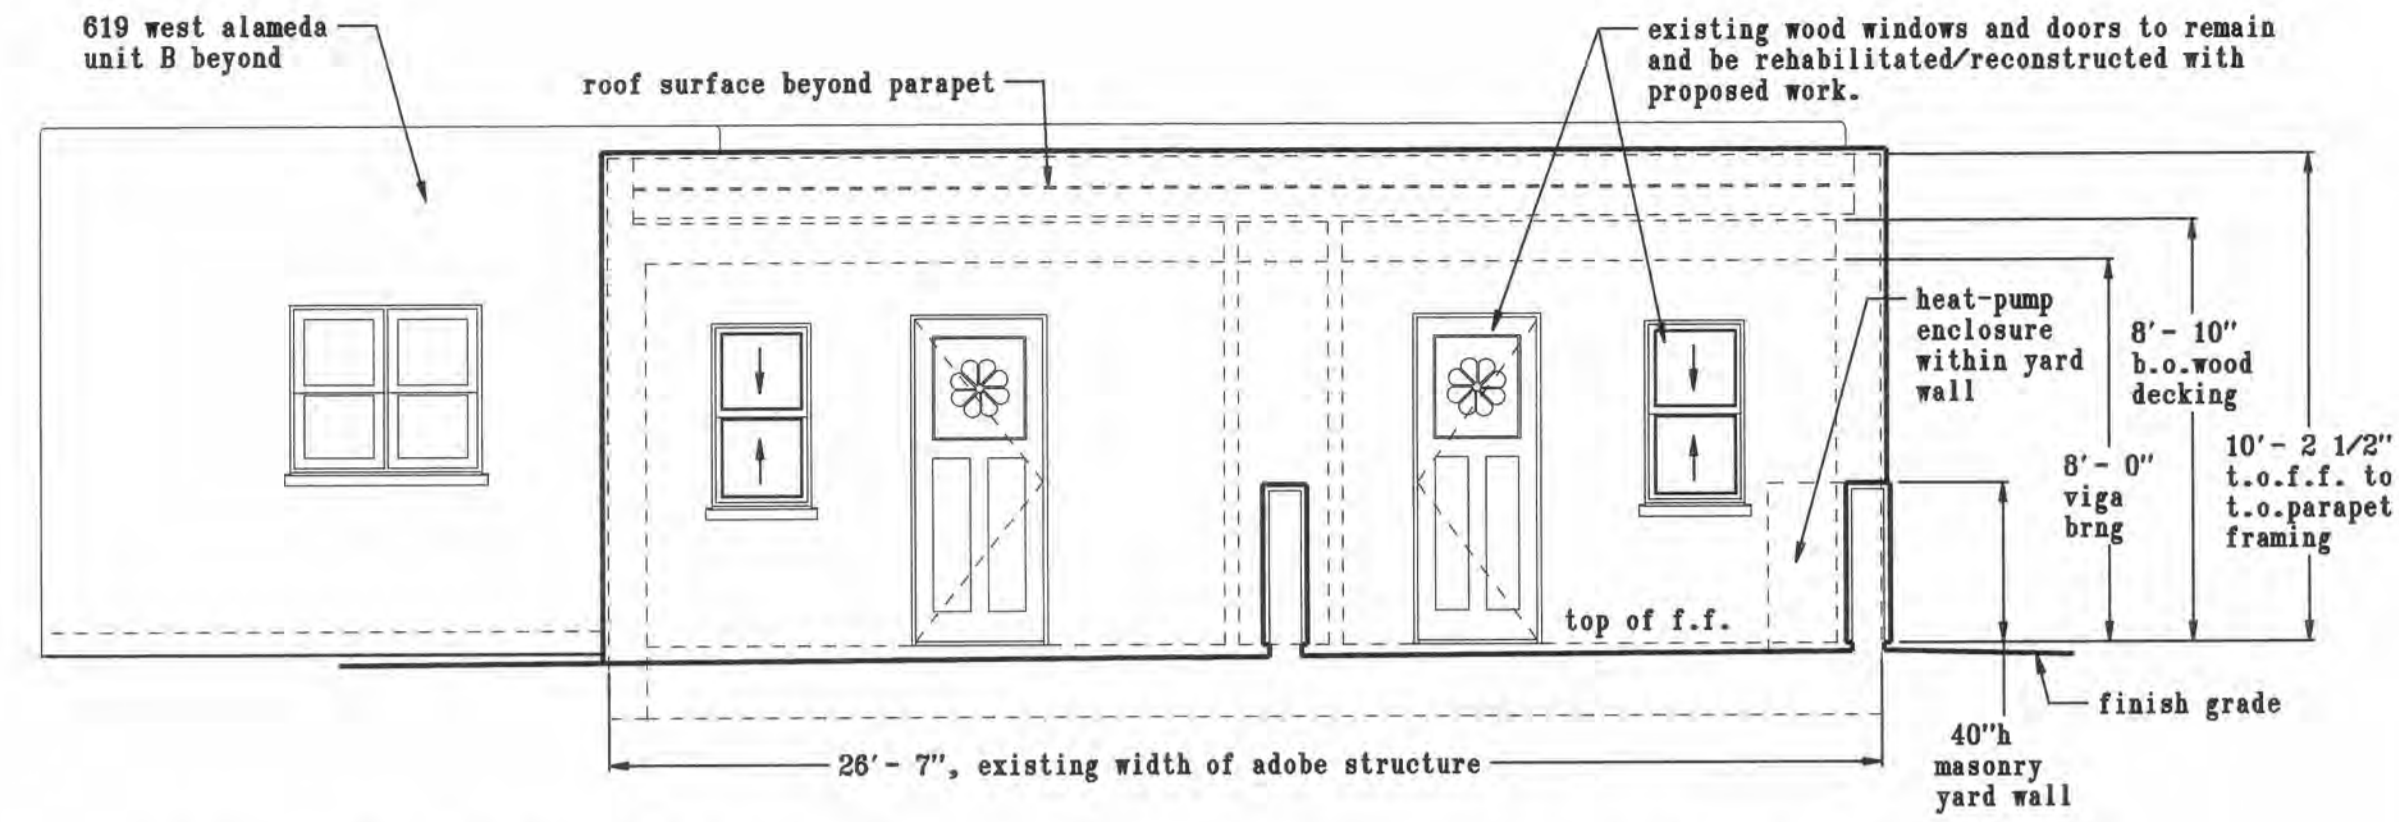 619 west alameda
unit B beyond
roof surface beyond parapet
existing wood windows and doors to remain
and be rehabilitated/reconstructed with
proposed work.
heat-pump
enclosure
within yard
wall
8'- 10"
b.o.wood
decking
10'- 2 1/2"
t.o.f.f. to
t.o.parapet
framing
8'- 0"
viga
brng
top of f.f.
finish grade
40"h
masonry
yard wall
26'- 7", existing width of adobe structure